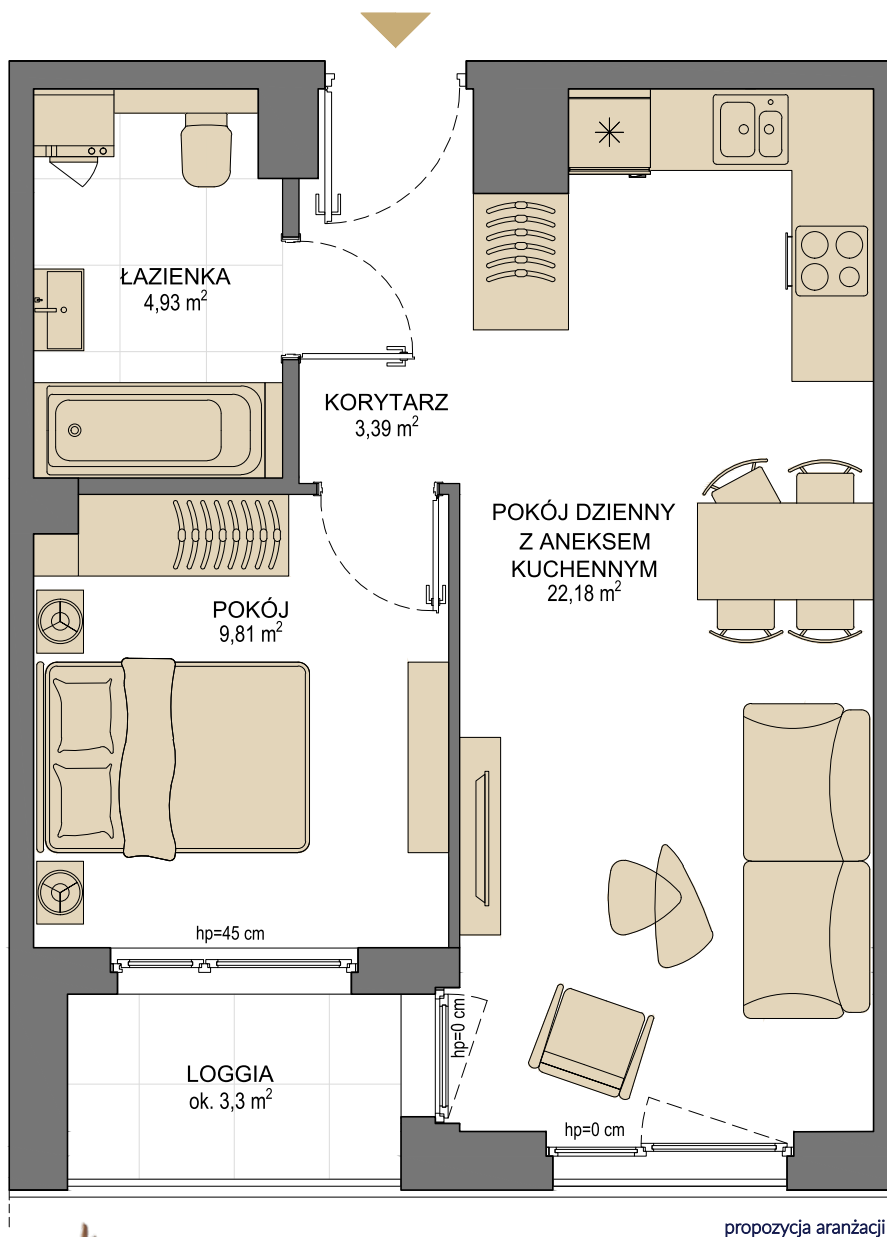 ŁAZIENKA
4,93 m²
KORYTARZ
3,39 m²
POKÓJ DZIENNY
Z ANEKSEM
KUCHENNYM
22,18 m²
POKÓJ
9,81 m²
hp=45 cm
hp=0 cm
LOGGIA
ok. 3,3 m²
hp=0 cm
propozycja aranżacji